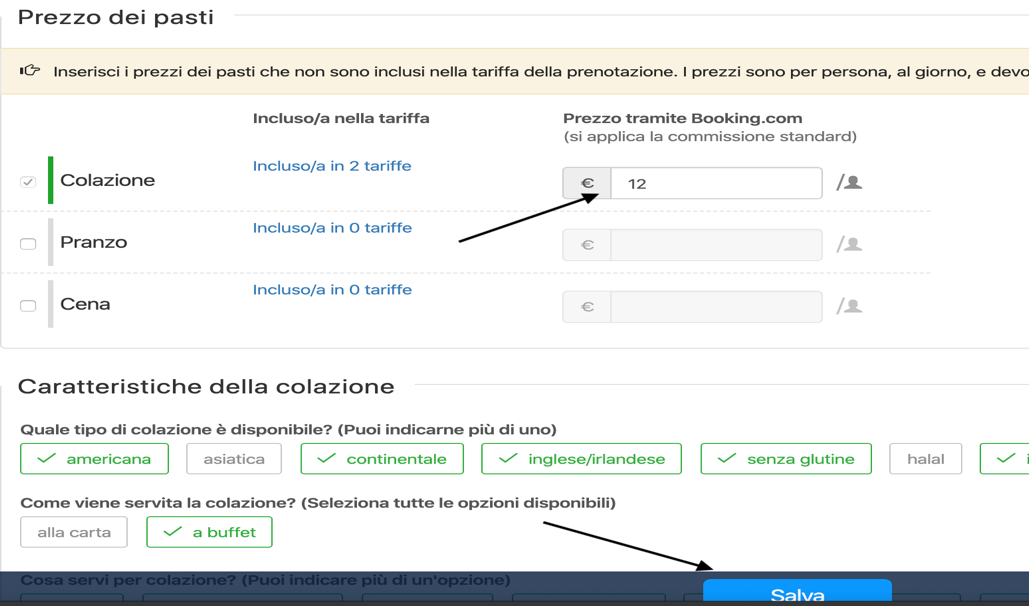 Prezzo dei pasti
Inserisci i prezzi dei pasti che non sono inclusi nella tariffa della prenotazione. I prezzi sono per persona, al giorno, e devo
Incluso/a nella tariffa
Prezzo tramite Booking.com
(si applica la commissione standard)
Colazione
Incluso/a in 2 tariffe
€ 12 /
Pranzo
Incluso/a in 0 tariffe
€ /
Cena
Incluso/a in 0 tariffe
€ /
Caratteristiche della colazione
Quale tipo di colazione è disponibile? (Puoi indicarne più di uno)
americana asiatica continentale inglese/irlandese senza glutine halal i
Come viene servita la colazione? (Seleziona tutte le opzioni disponibili)
alla carta a buffet
Cosa servi per colazione? (Puoi indicare più di un'opzione)
Salva